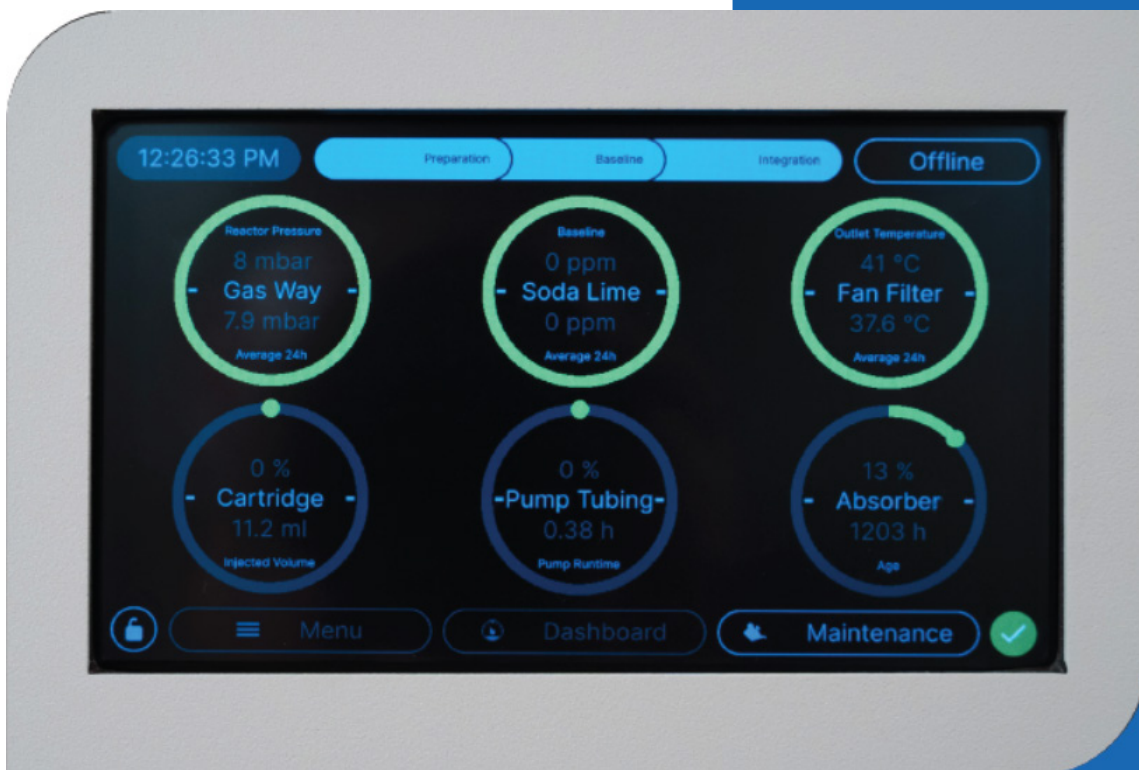 12:26:33 PM
Preparation
Baseline
Integration
Offline
Reactor Pressure
8 mbar
Gas Way
7.9 mbar
Average 24h
Baseline
0 ppm
Soda Lime
0 ppm
Average 24h
Outlet Temperature
41 °C
Fan Filter
37.6 °C
Average 24h
0 %
Cartridge
11.2 ml
Injected Volume
0 %
Pump Tubing
0.38 h
Pump Runtime
13 %
Absorber
1203 h
Age
Menu
Dashboard
Maintenance